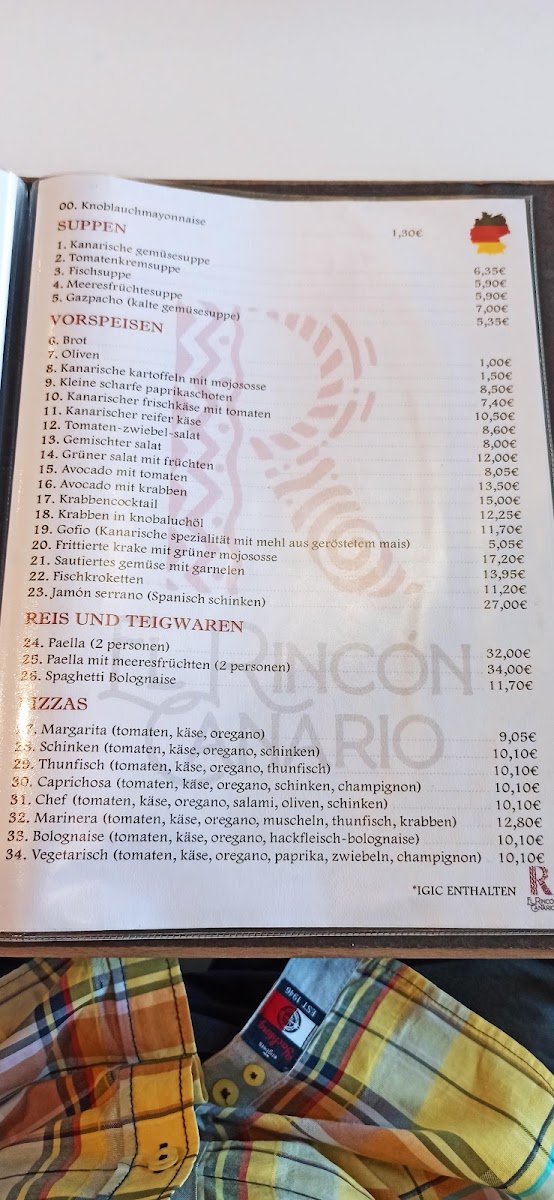 00. Knoblauchmayonnaise 1,30€
SUPPEN
1. Kanarische gemüsesuppe 6,35€
2. Tomatenkremsuppe 5,90€
3. Fischsuppe 5,90€
4. Meeresfrüchtesuppe 7,00€
5. Gazpacho (kalte gemüsesuppe) 5,35€
VORSPEISEN
6. Brot 1,00€
7. Oliven 1,50€
8. Kanarische kartoffeln mit mojososse 8,50€
9. Kleine scharfe paprikaschoten 7,40€
10. Kanarischer frischkäse mit tomaten 10,50€
11. Kanarischer reifer käse 8,60€
12. Tomaten-zwiebel-salat 8,00€
13. Gemischter salat 12,00€
14. Grüner salat mit früchten 8,05€
15. Avocado mit tomaten 13,50€
16. Avocado mit krabben 15,00€
17. Krabbencocktail 12,25€
18. Krabben in knobaluchöl 11,70€
19. Gofio (Kanarische spezialität mit mehl aus geröstetem mais) 5,05€
20. Frittierte krake mit grüner mojososse 17,20€
21. Sautiertes gemüse mit garnelen 13,95€
22. Fischkroketten 11,20€
23. Jamón serrano (Spanisch schinken) 27,00€
REIS UND TEIGWAREN
24. Paella (2 personen) 32,00€
25. Paella mit meeresfrüchten (2 personen) 34,00€
26. Spaghetti Bolognaise 11,70€
EL RINCÓN
CANARIO
PIZZAS
27. Margarita (tomaten, käse, oregano) 9,05€
28. Schinken (tomaten, käse, oregano, schinken) 10,10€
29. Thunfisch (tomaten, käse, oregano, thunfisch) 10,10€
30. Caprichosa (tomaten, käse, oregano, schinken, champignon) 10,10€
31. Chef (tomaten, käse, oregano, salami, oliven, schinken) 10,10€
32. Marinera (tomaten, käse, oregano, muscheln, thunfisch, krabben) 12,80€
33. Bolognaise (tomaten, käse, oregano, hackfleisch-bolognaise) 10,10€
34. Vegetarisch (tomaten, käse, oregano, paprika, zwiebeln, champignon) 10,10€
*IGIC ENTHALTEN
R
EL RINCÓN
CANARIO
EST 1946